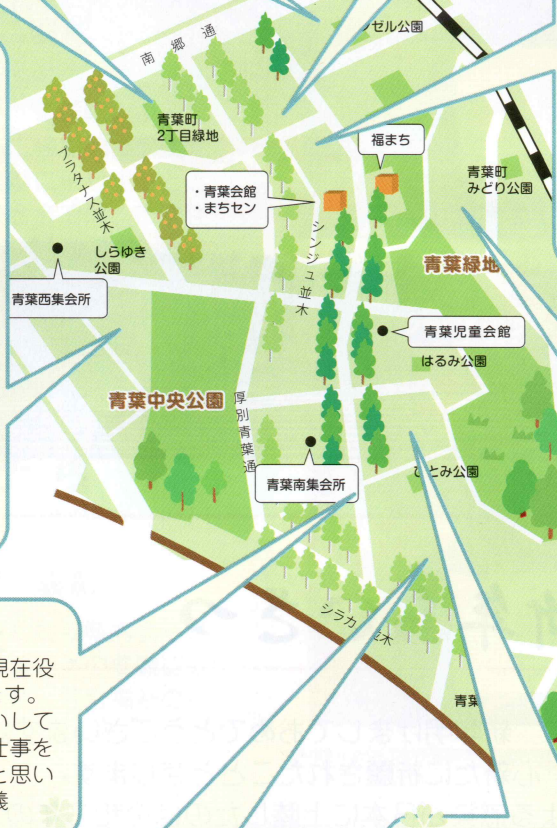 ゼル公園
南郷通
青葉町
2丁目緑地
福まち
プラタナス並木
・青葉会館
・まちセン
青葉町
みどり公園
シンジュ並木
しらゆき
公園
青葉緑地
青葉西集会所
青葉児童会館
はるみ公園
青葉中央公園
厚別青葉通
ひとみ公園
青葉南集会所
シラカ
木
青葉
現在役
す。
いして
仕事を
と思い
義